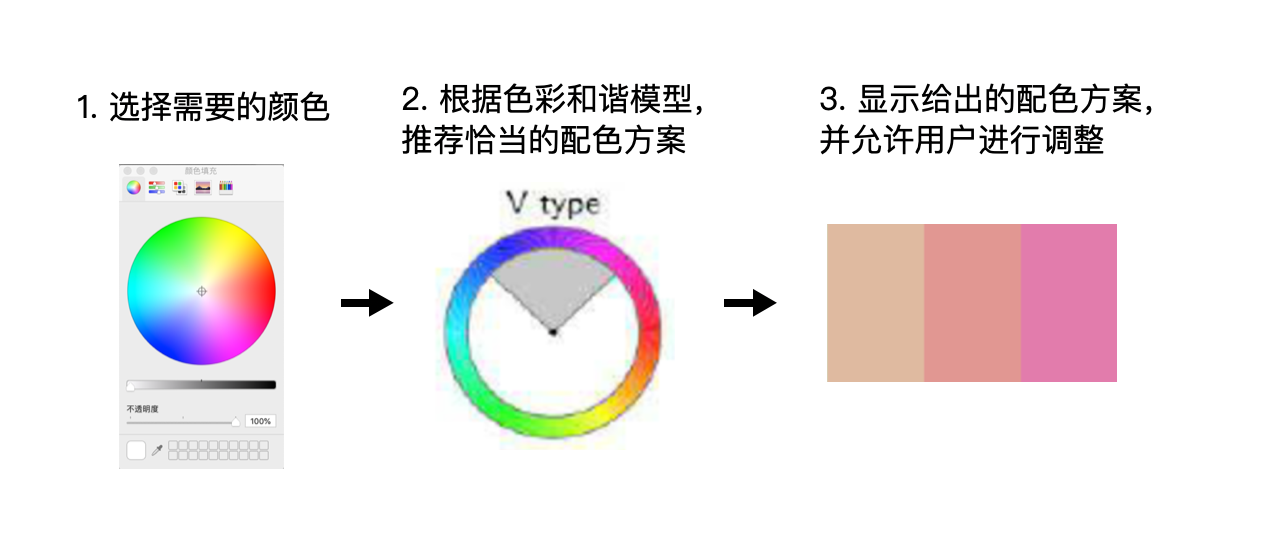 1. 选择需要的颜色
2. 根据色彩和谐模型，
推荐恰当的配色方案
3. 显示给出的配色方案，
并允许用户进行调整
颜色填充
V type
不透明度
100%